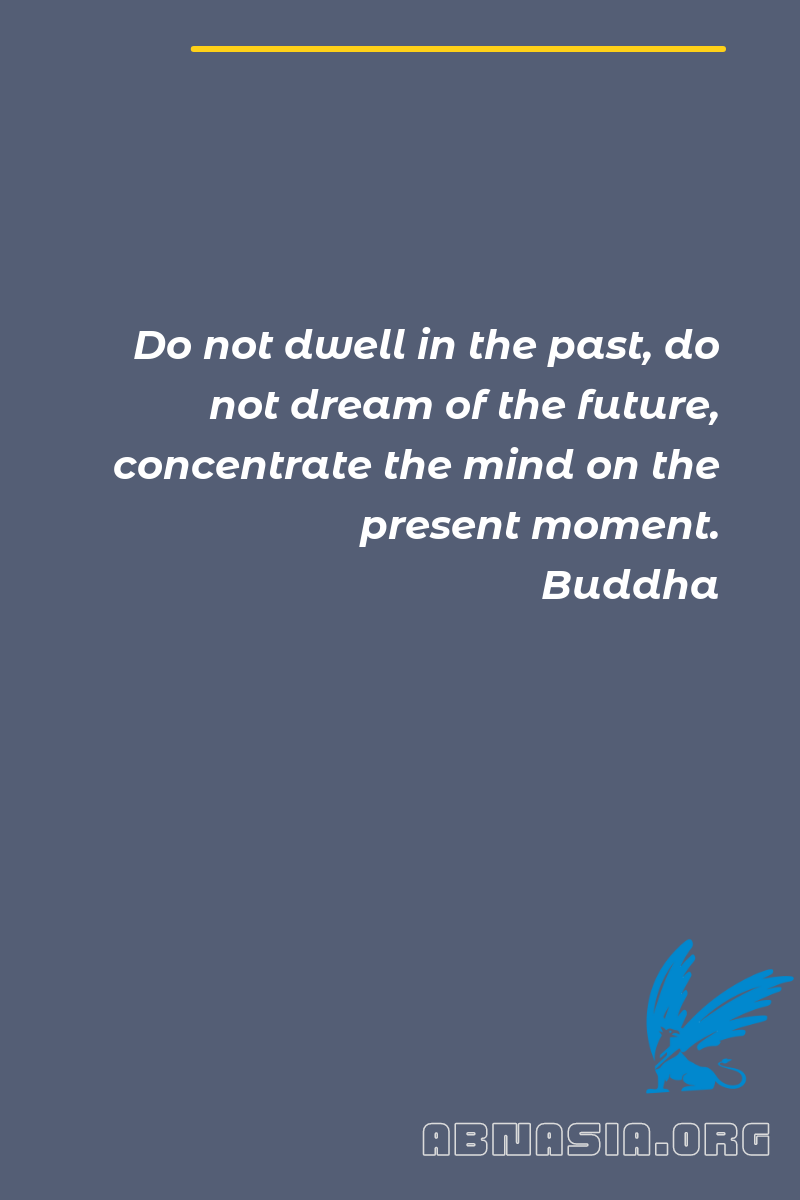 Do not dwell in the past, do
not dream of the future,
concentrate the mind on the
present moment.
Buddha
ABNASIA.ORG